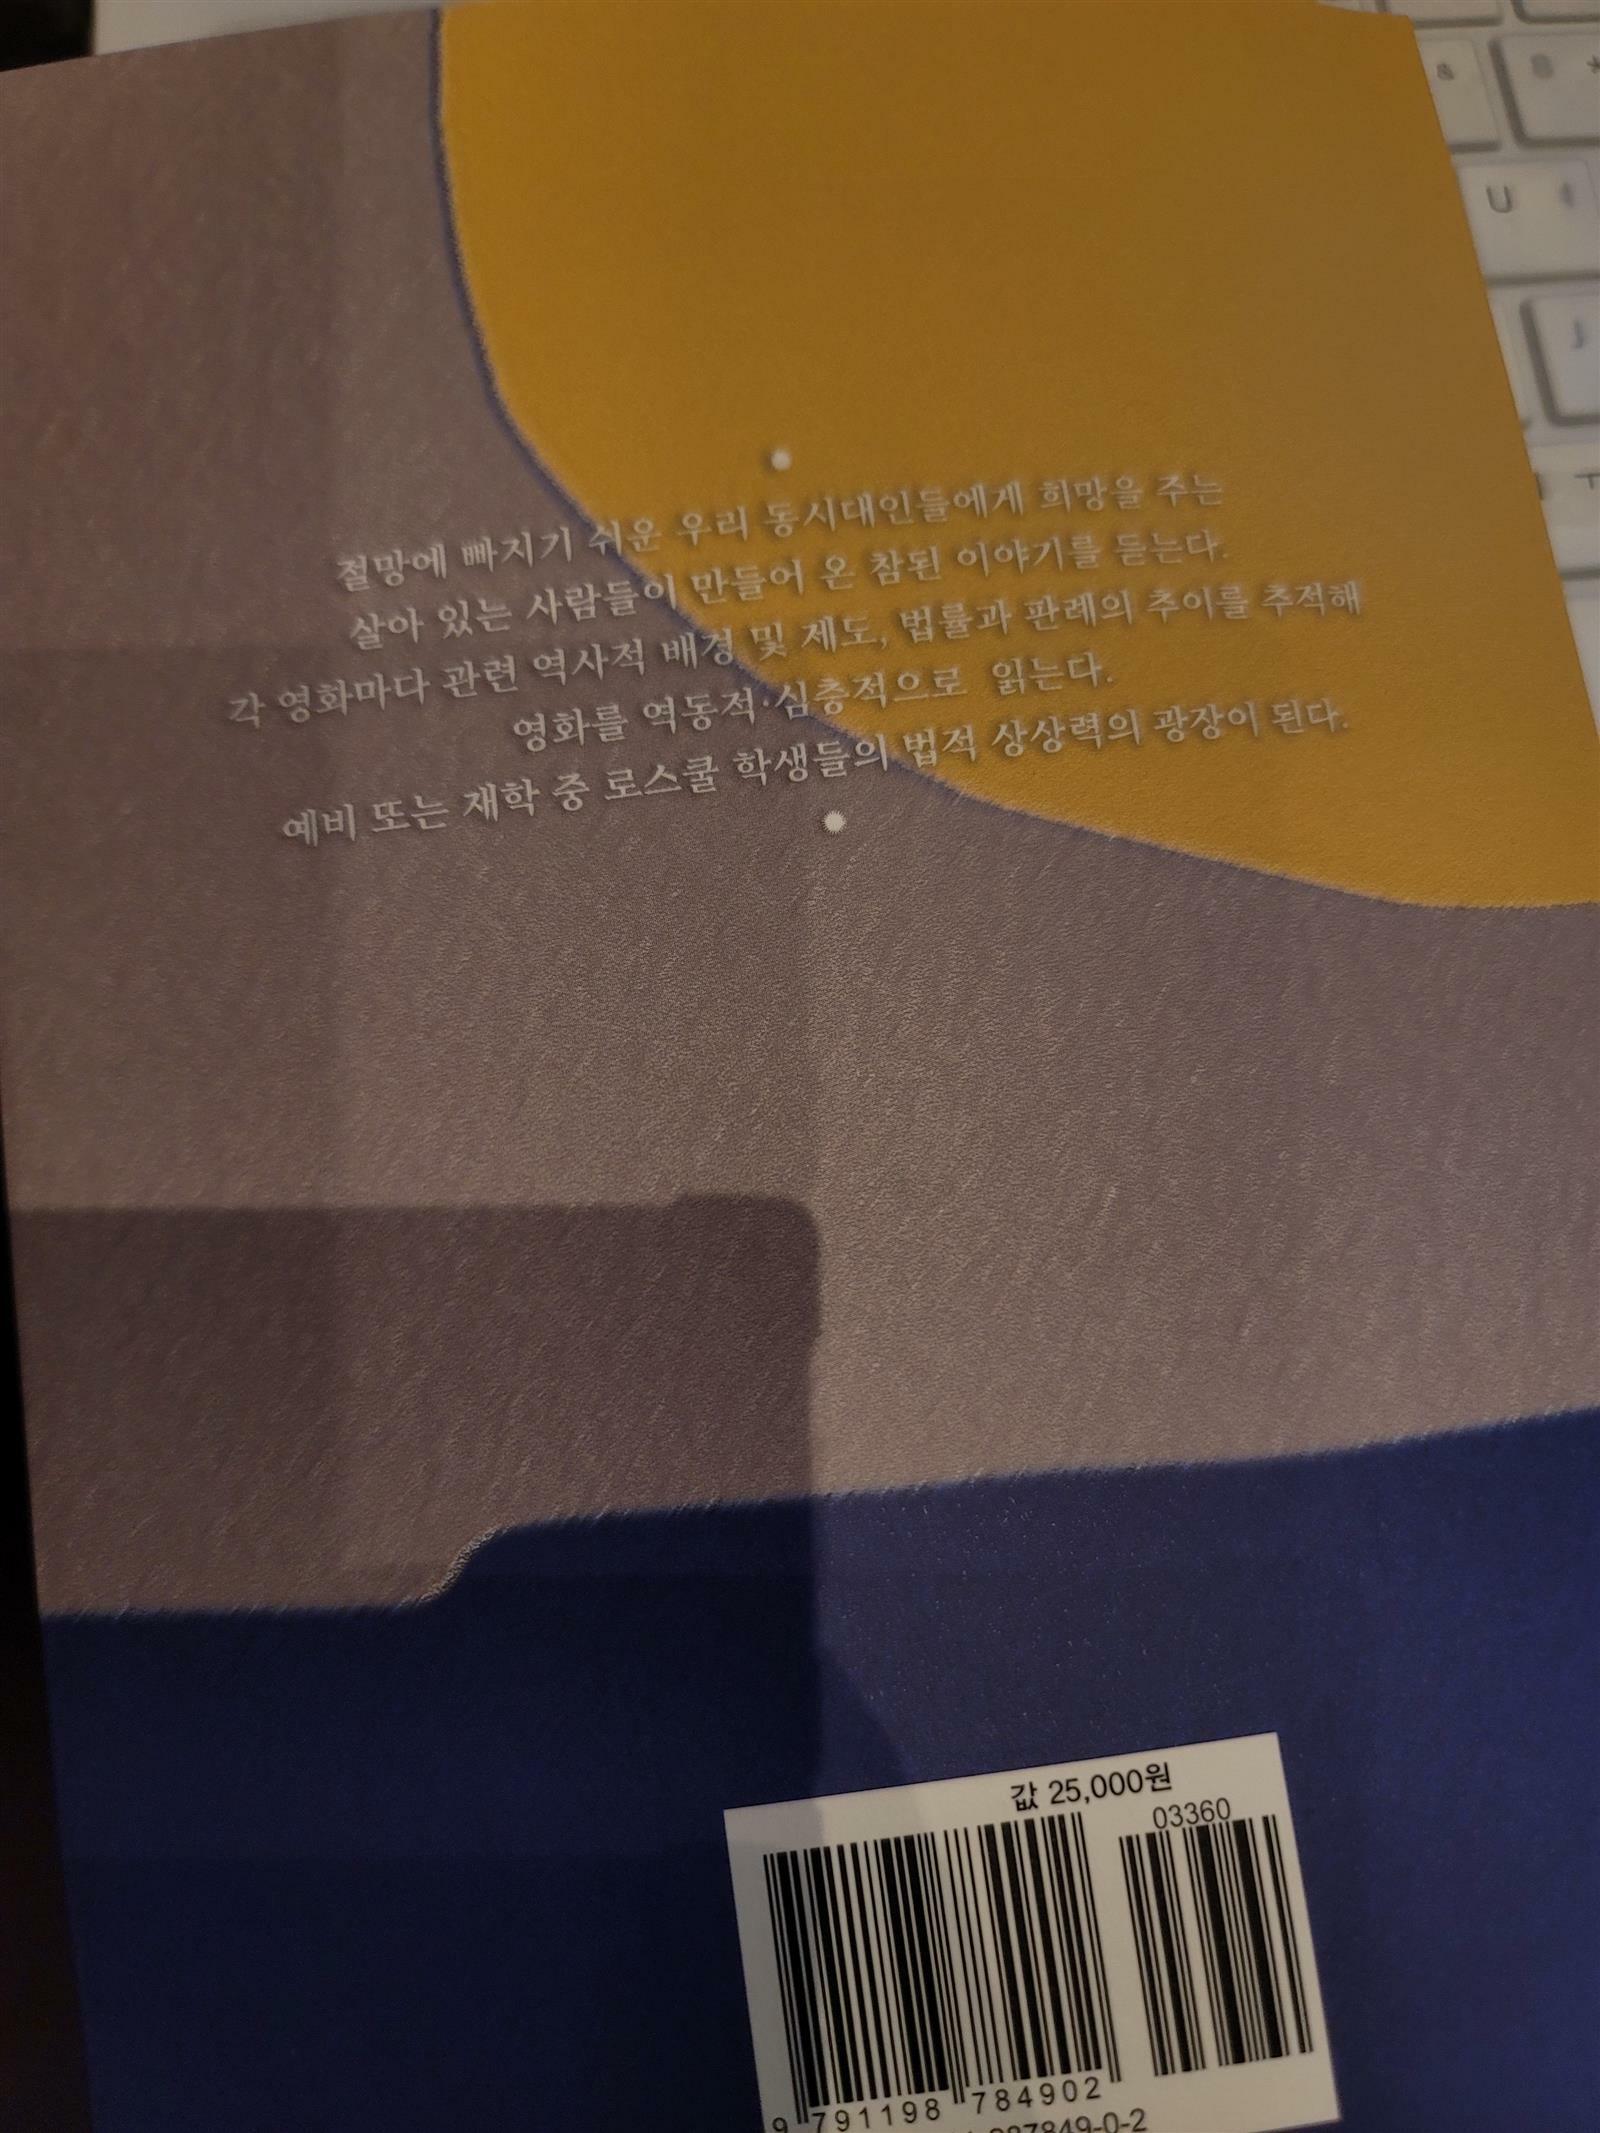 절망에 빠지기 쉬운 우리 동시대인들에게 희망을 주는
살아 있는 사람들이 만들어 온 참된 이야기를 듣는다.
각 영화마다 관련 역사적 배경 및 제도, 법률과 판례의 추이를 추적해
영화를 역동적·심층적으로 읽는다.
예비 또는 재학 중 로스쿨 학생들의 법적 상상력의 광장이 된다.
값 25,000원
03360
9 791198 784902
987849-0-2
U
J
ㅜ
8
*